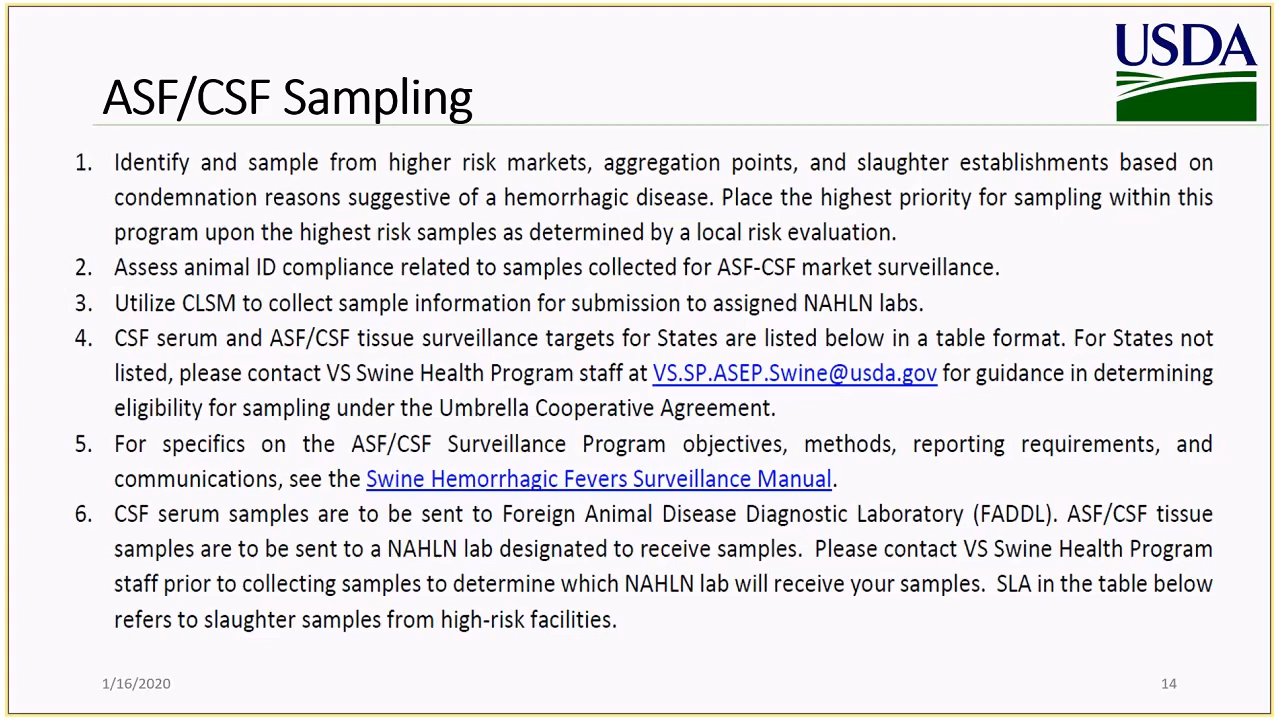 USDA
ASF/CSF Sampling
1. Identify and sample from higher risk markets, aggregation points, and slaughter establishments based on
condemnation reasons suggestive of a hemorrhagic disease. Place the highest priority for sampling within this
program upon the highest risk samples as determined by a local risk evaluation.
2. Assess animal ID compliance related to samples collected for ASF-CSF market surveillance.
3. Utilize CLSM to collect sample information for submission to assigned NAHLN labs.
4. CSF serum and ASF/CSF tissue surveillance targets for States are listed below in a table format. For States not
listed, please contact VS Swine Health Program staff at VS.SP.ASEP.Swine@usda.gov for guidance in determining
eligibility for sampling under the Umbrella Cooperative Agreement.
5. For specifics on the ASF/CSF Surveillance Program objectives, methods, reporting requirements, and
communications, see the Swine Hemorrhagic Fevers Surveillance Manual.
6. CSF serum samples are to be sent to Foreign Animal Disease Diagnostic Laboratory (FADDL). ASF/CSF tissue
samples are to be sent to a NAHLN lab designated to receive samples. Please contact VS Swine Health Program
staff prior to collecting samples to determine which NAHLN lab will receive your samples. SLA in the table below
refers to slaughter samples from high-risk facilities.
1/16/2020
14